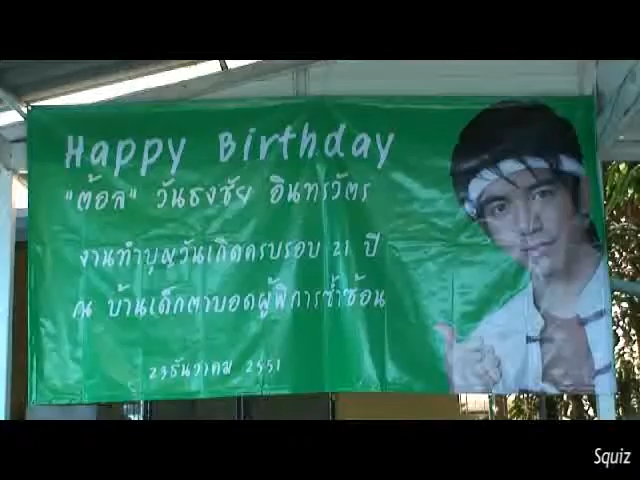 Happy Birthday
"ต้อล" วันธงชัย อินทรวัตร
งานทำบุญวันเกิดครบรอบ 21 ปี
ณ บ้านเด็กตาบอดผู้พิการซ้ำซ้อน
23 ธันวาคม 2551
Squiz